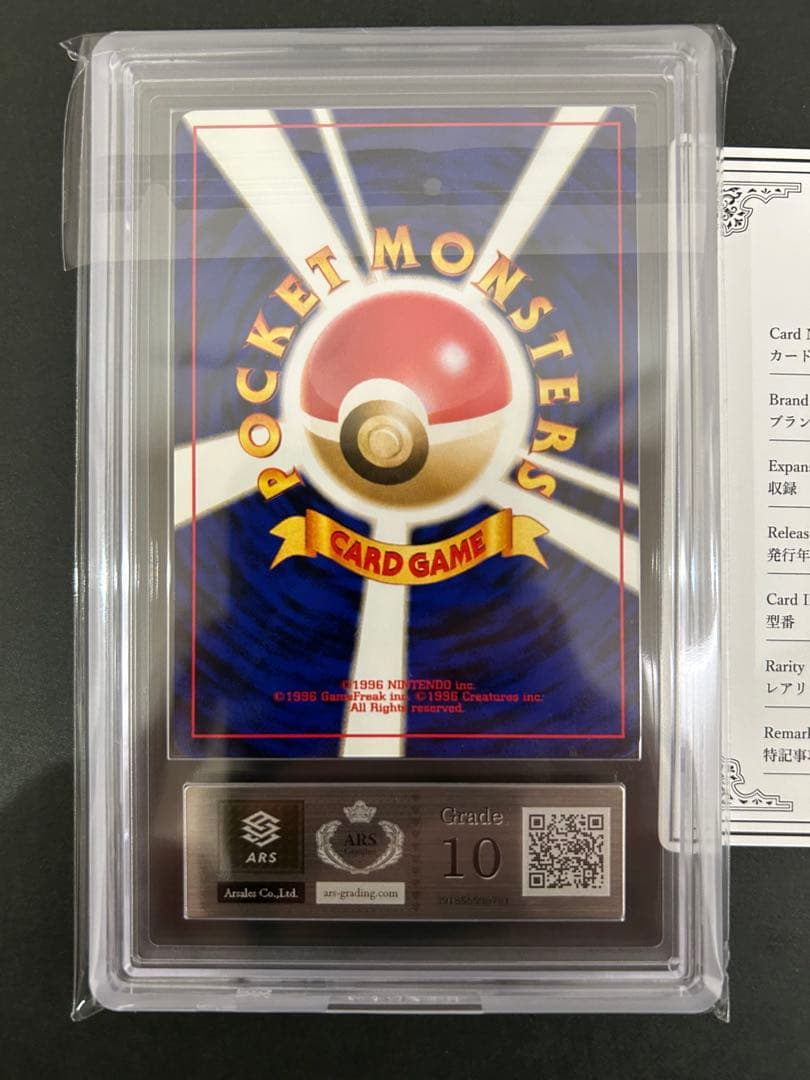 POCKET MONSTERS
CARD GAME
©1996 NINTENDO inc.
©1996 GameFreak inc. ©1996 Creatures inc.
All Rights reserved.
ARS
Arsales Co.,Ltd.
ARS
ars-grading.com
Grade
10
Card
カード
Brand
ブラン
Expans
収録
Releas
発行年
Card I
型番
Rarity
レアリ
Remark
特記事